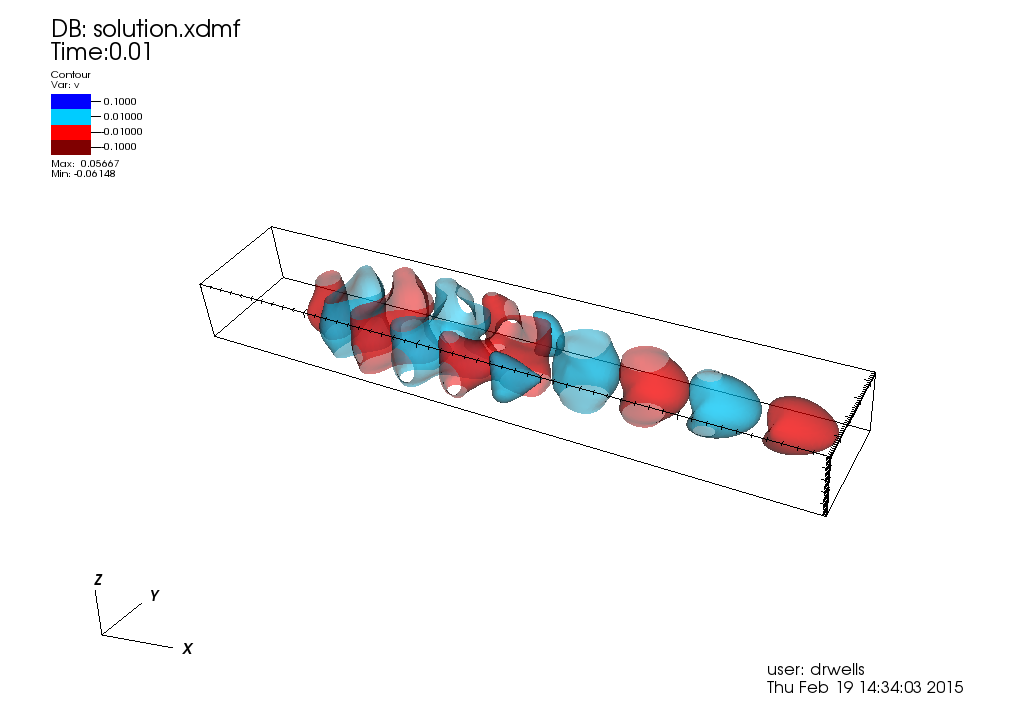 DB: solution.xdmf
Time:0.01
Contour
Var: v
0.1000
0.01000
-0.01000
-0.1000
Max: 0.05667
Min: -0.06148
Z
Y
X
user: drwells
Thu Feb 19 14:34:03 2015